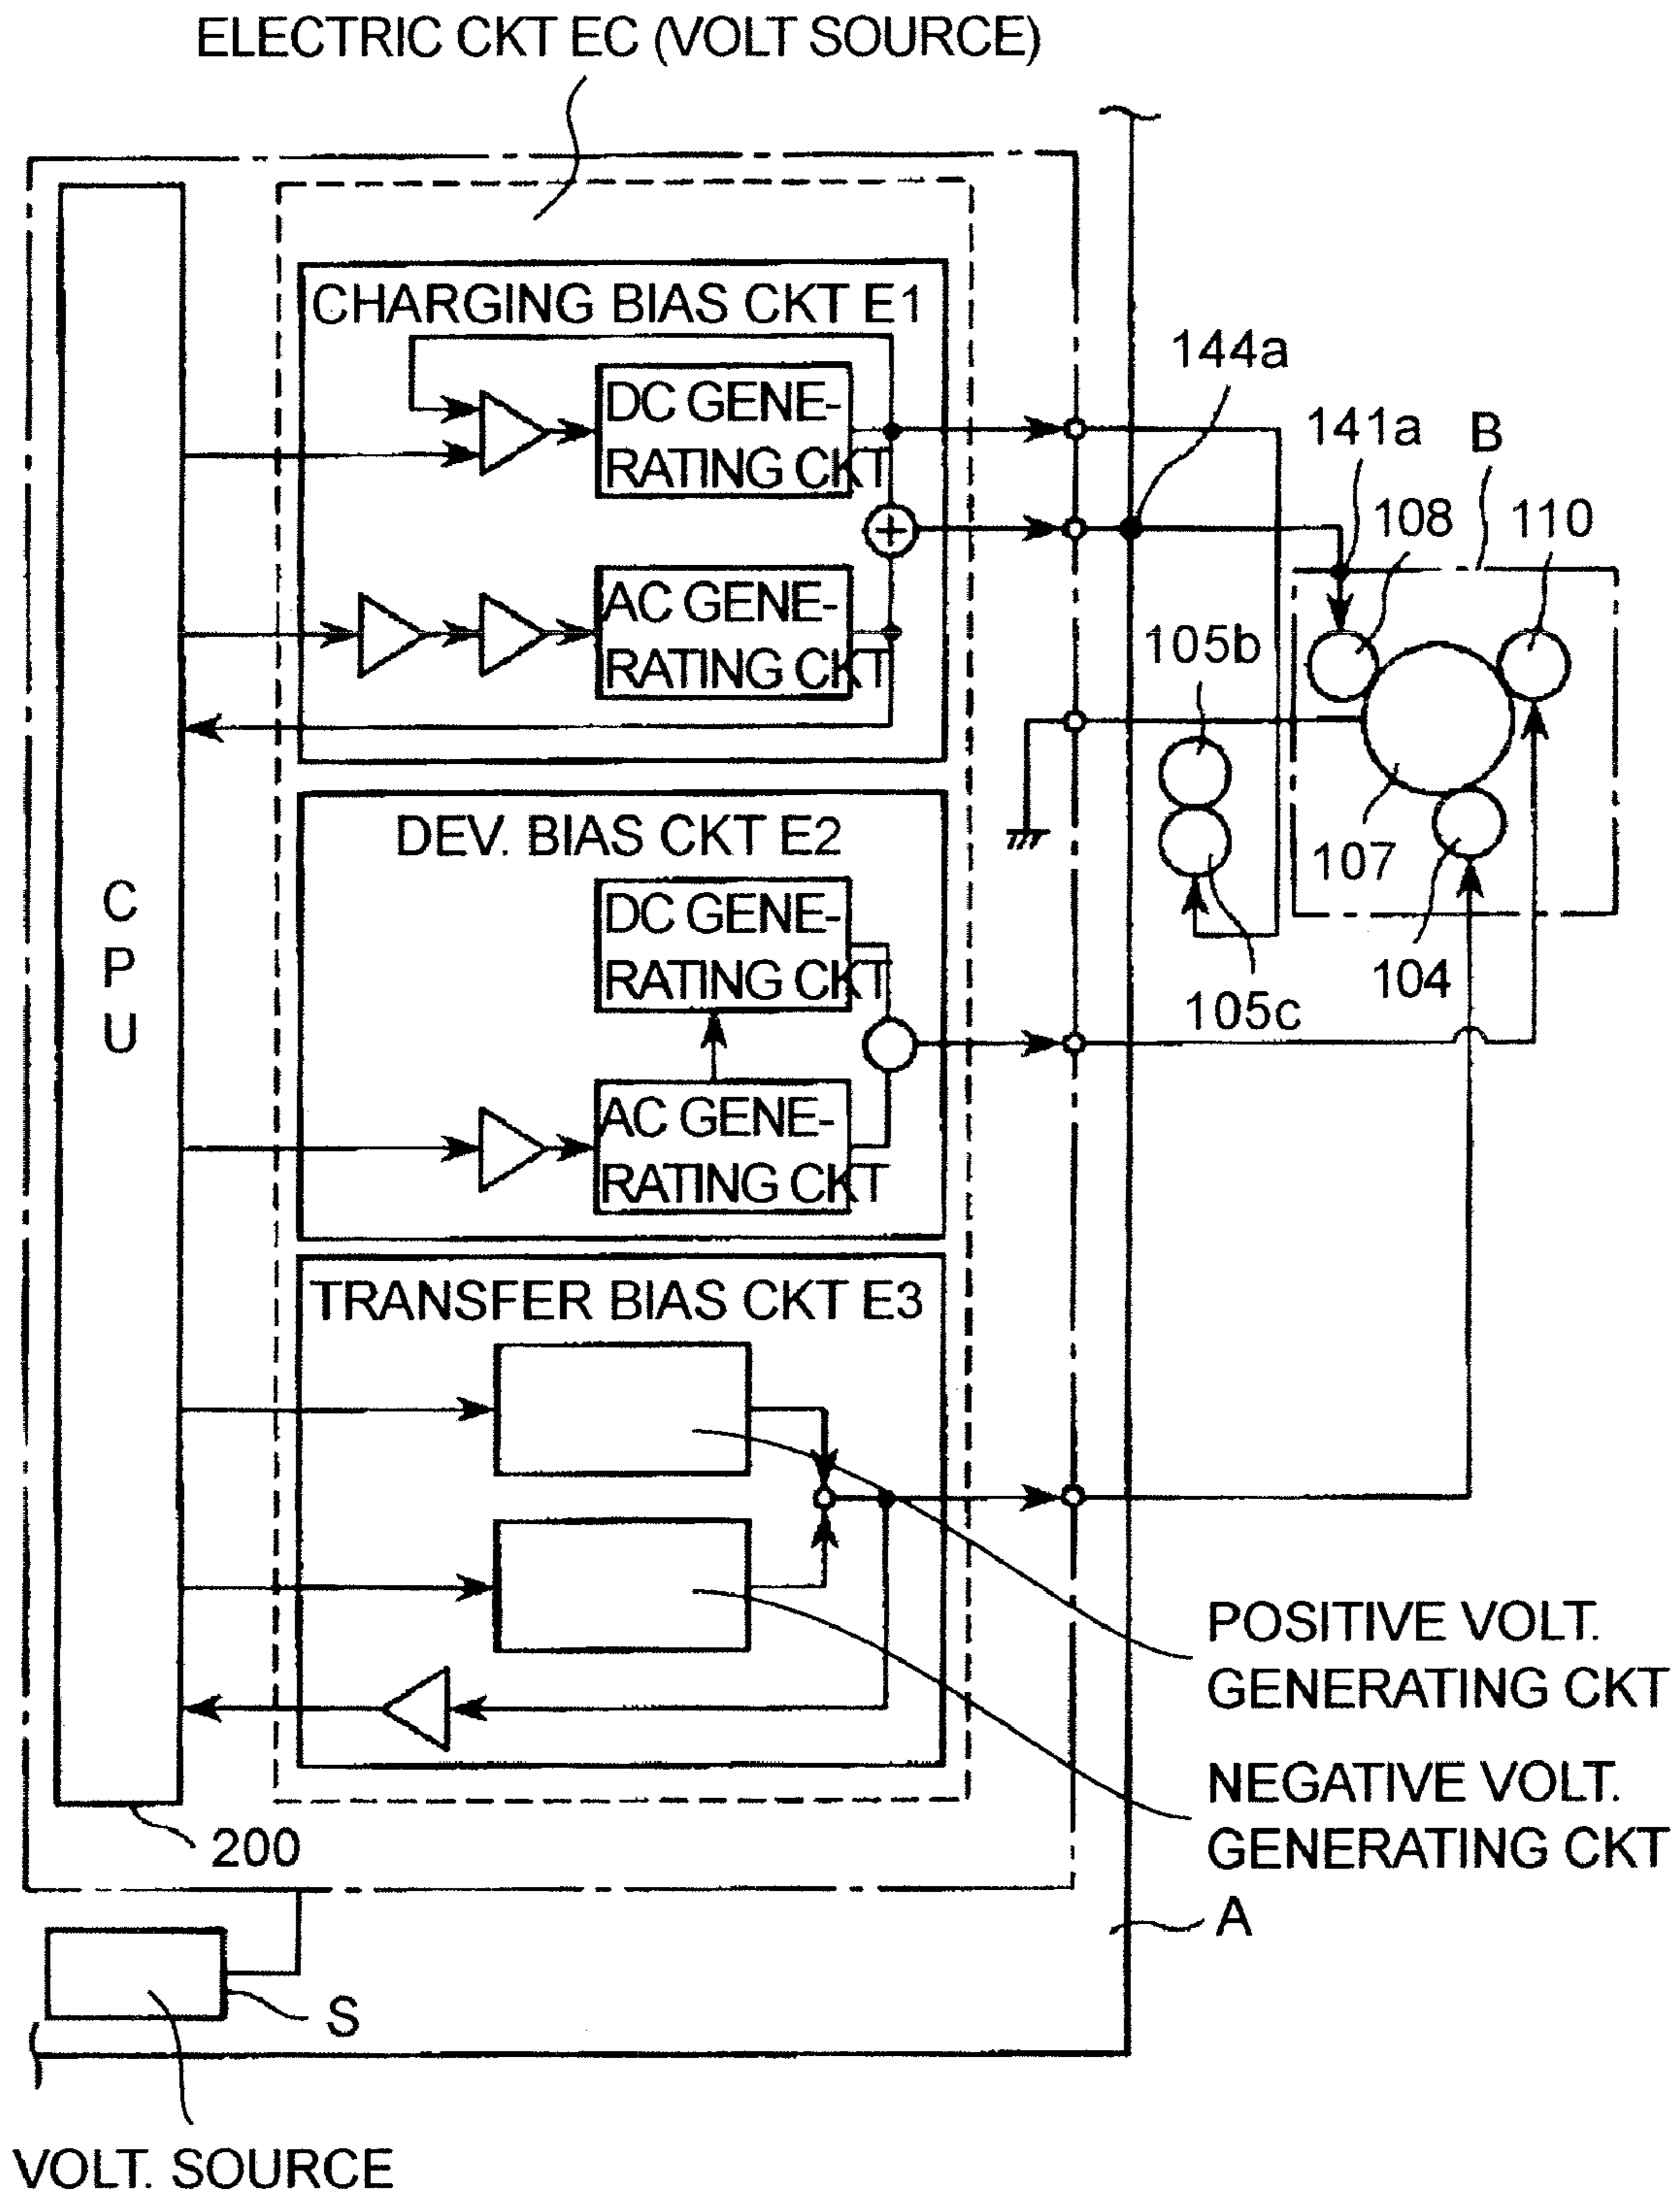 ELECTRIC CKT EC (VOLT SOURCE)
CHARGING BIAS CKT E1
DC GENE-
RATING CKT
AC GENE-
RATING CKT
144a
141a
B
108
110
105b
107
104
105c
C
P
U
DEV. BIAS CKT E2
DC GENE-
RATING CKT
AC GENE-
RATING CKT
TRANSFER BIAS CKT E3
POSITIVE VOLT.
GENERATING CKT
NEGATIVE VOLT.
GENERATING CKT
200
A
S
VOLT. SOURCE